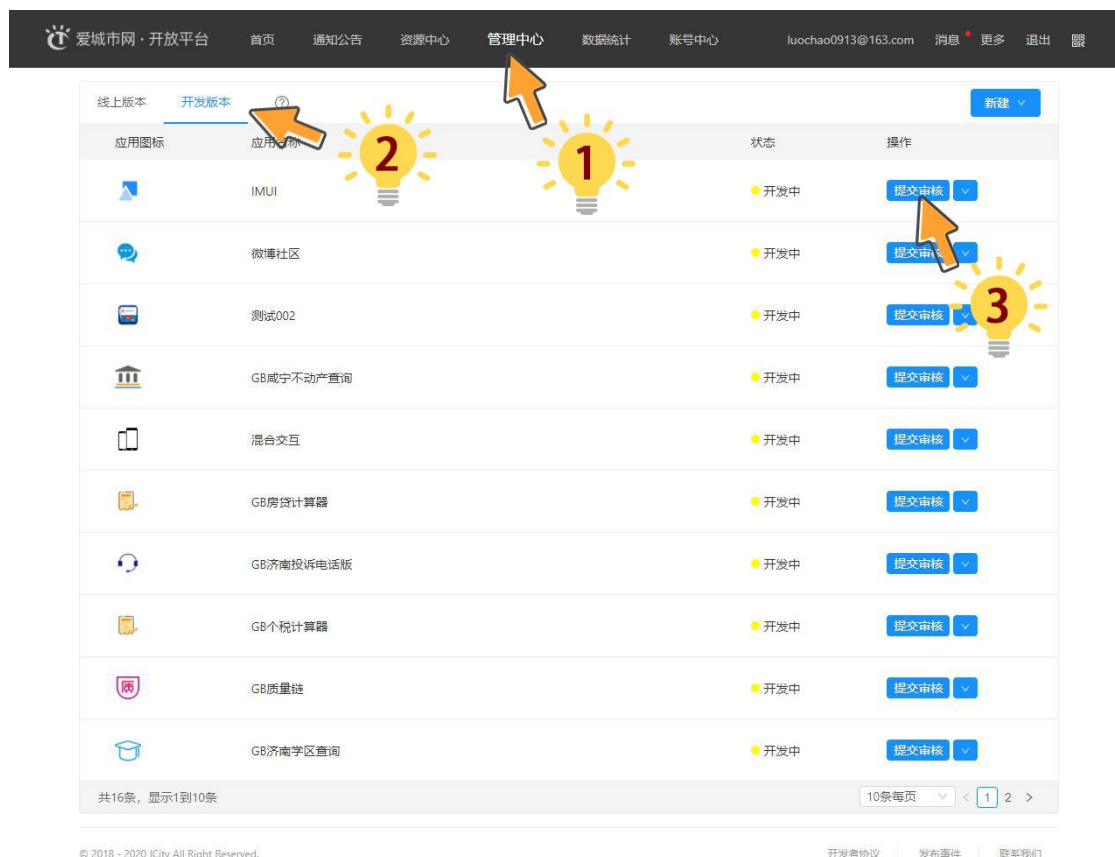 爱城市网·开放平台 首页 通知公告 资源中心 管理中心 数据统计 账号中心 luochao0913@163.com 消息 更多 退出
线上版本 开发版本 ? 新建
应用图标 应用名称 状态 操作
2
1
IMUI 开发中 提交审核
微博社区 开发中 提交审核
3
测试002 开发中 提交审核
GB咸宁不动产查询 开发中 提交审核
混合交互 开发中 提交审核
GB房贷计算器 开发中 提交审核
GB济南投诉电话版 开发中 提交审核
GB个税计算器 开发中 提交审核
质 GB质量链 开发中 提交审核
GB济南学区查询 开发中 提交审核
共16条，显示1到10条 10条每页 < 1 2 >
© 2018 - 2020 ICity All Right Reserved. 开发者协议 | 发布事件 | 联系我们